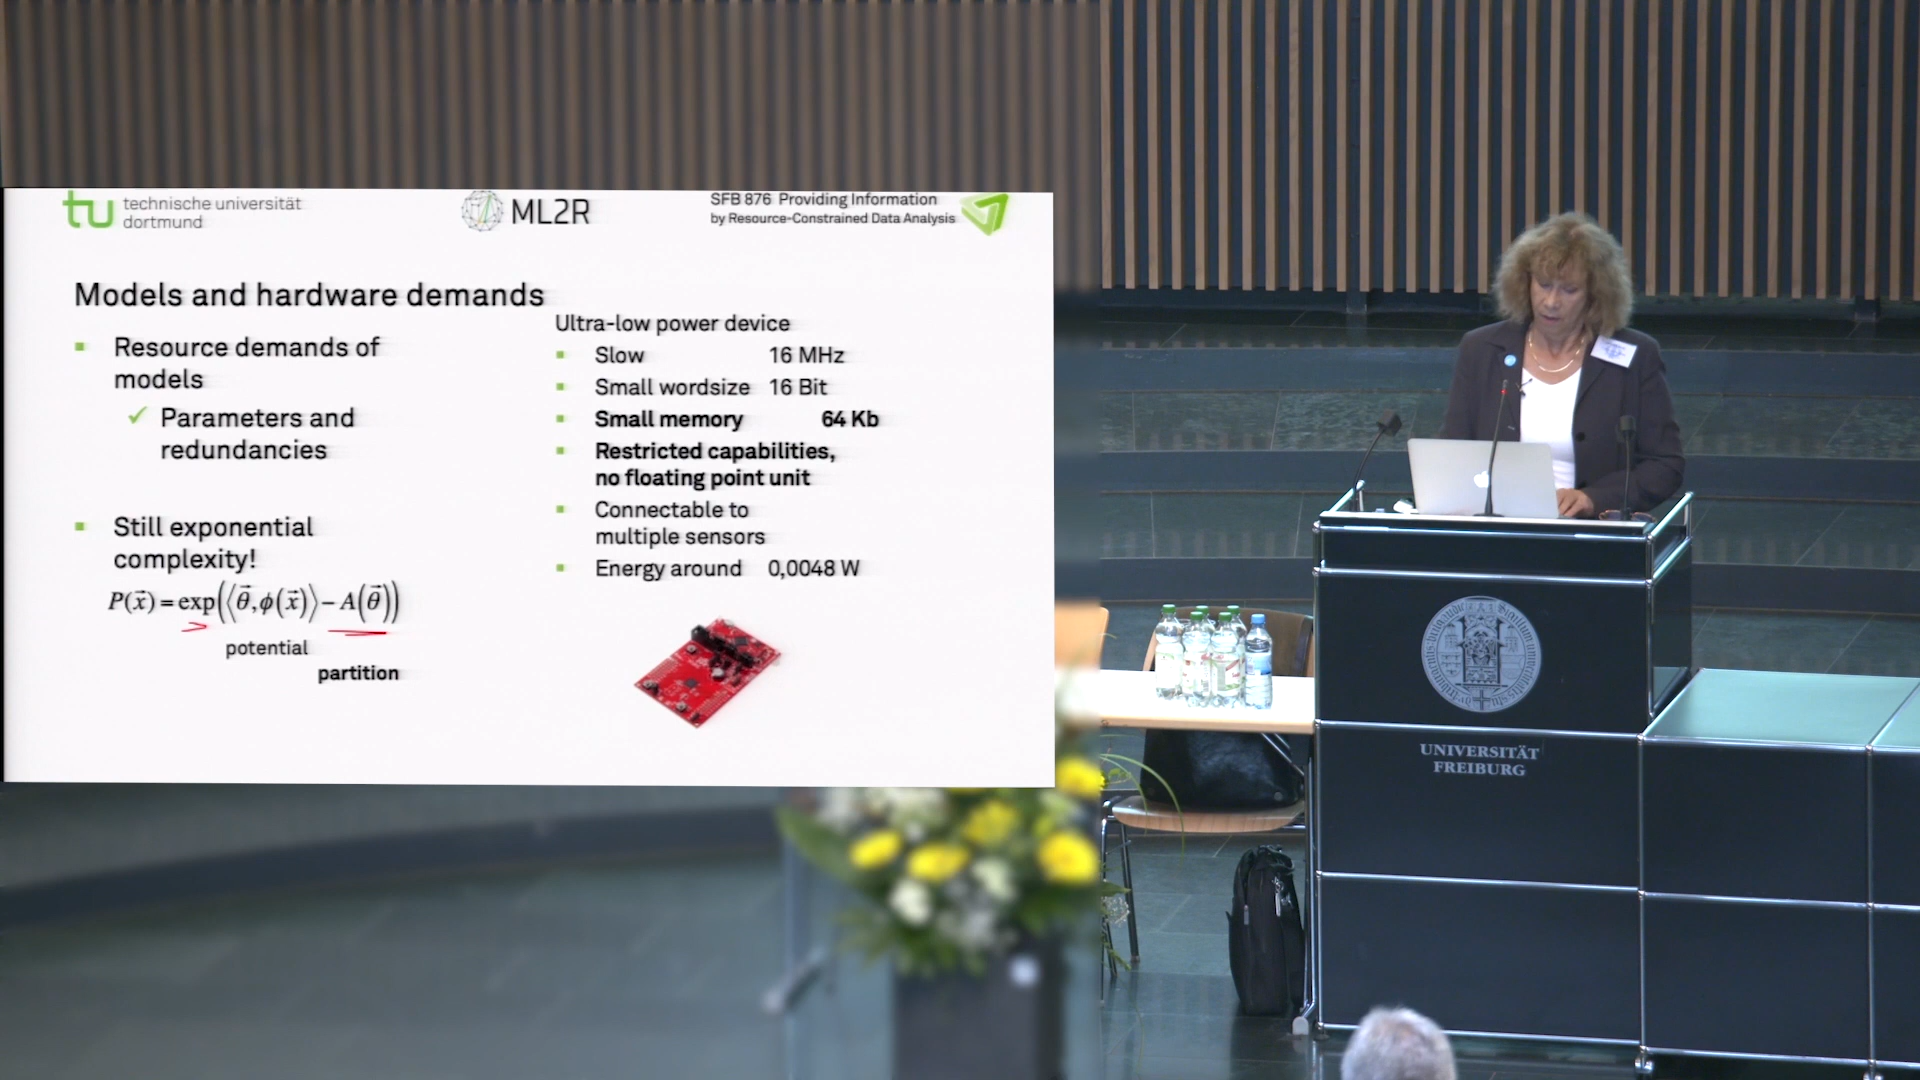 technische universität
dortmund
ML2R
SFB 876 Providing Information
by Resource-Constrained Data Analysis
Models and hardware demands
Resource demands of
models
Parameters and
redundancies
Still exponential
complexity!
P(x⃗) = exp(⟨θ⃗, ϕ(x⃗)⟩ − A(θ⃗))
potential
partition
Ultra-low power device
Slow 16 MHz
Small wordsize 16 Bit
Small memory 64 Kb
Restricted capabilities,
no floating point unit
Connectable to
multiple sensors
Energy around 0,0048 W
UNIVERSITÄT
FREIBURG